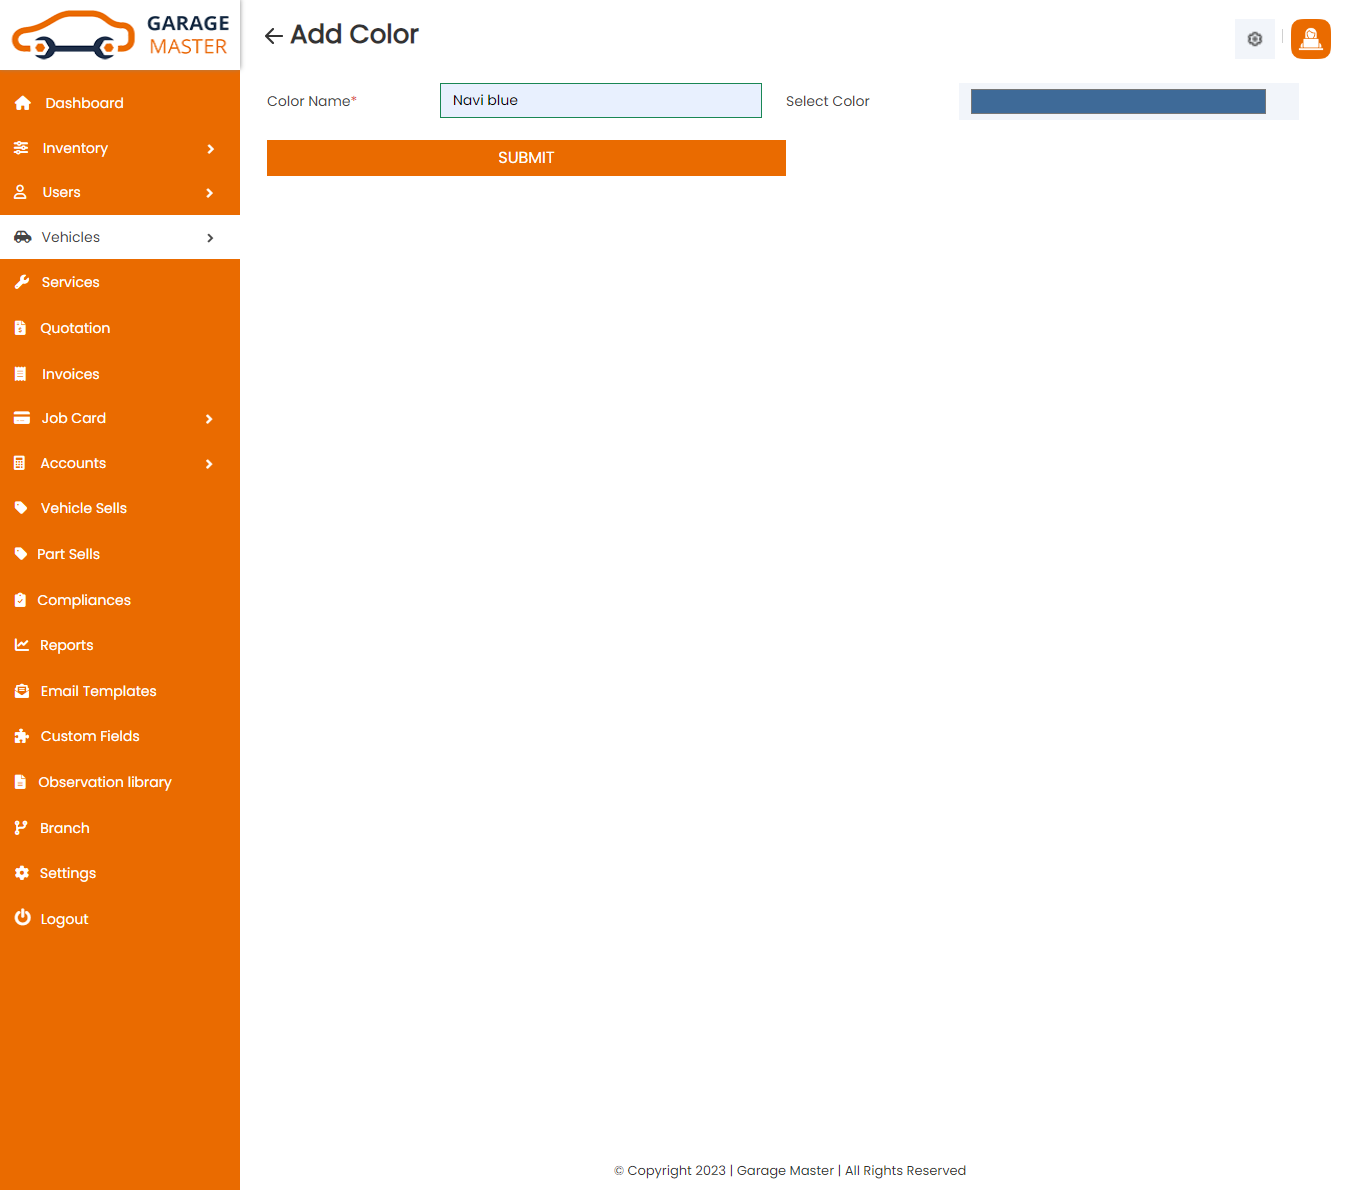 GARAGE
MASTER
Add Color
Color Name*
Navi blue
Select Color
SUBMIT
Dashboard
Inventory
Users
Vehicles
Services
Quotation
Invoices
Job Card
Accounts
Vehicle Sells
Part Sells
Compliances
Reports
Email Templates
Custom Fields
Observation library
Branch
Settings
Logout
© Copyright 2023 | Garage Master | All Rights Reserved